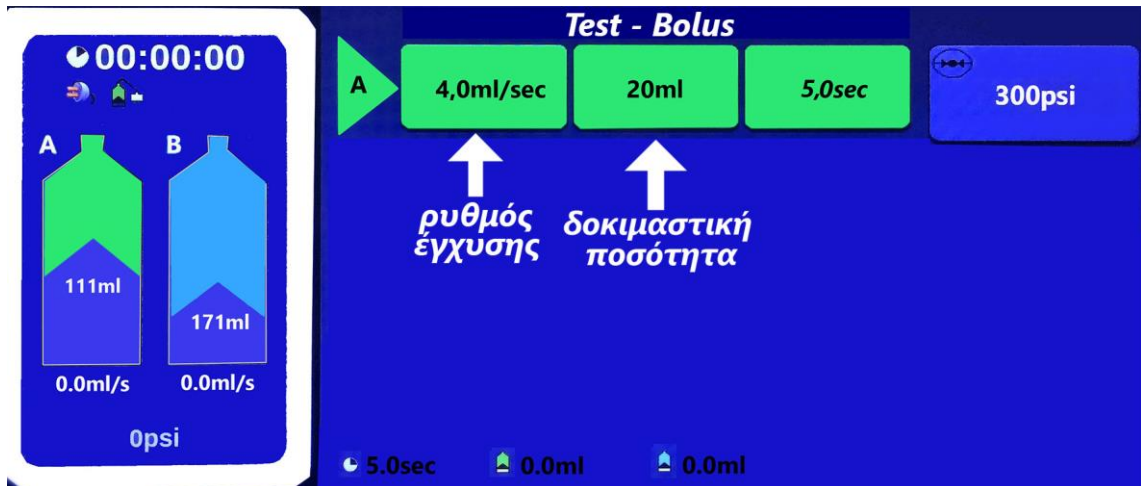 00:00:00
A
B
111ml
171ml
0.0ml/s
0.0ml/s
0psi
Test - Bolus
A
4,0ml/sec
20ml
5,0sec
300psi
ρυθμός
έγχυσης
δοκιμαστική
ποσότητα
5.0sec
0.0ml
0.0ml